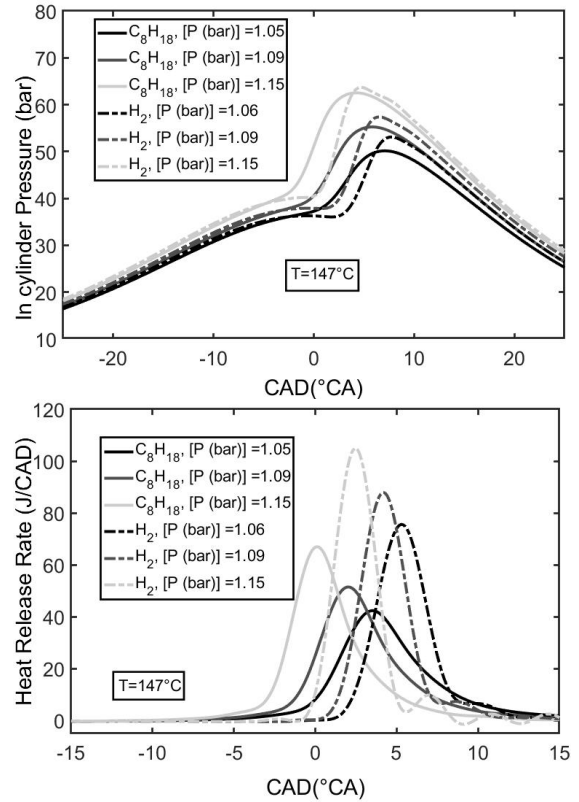 In cylinder Pressure (bar)
80
70
60
50
40
30
20
10
C8H18, [P (bar)] =1.05
C8H18, [P (bar)] =1.09
C8H18, [P (bar)] =1.15
H2, [P (bar)] =1.06
H2, [P (bar)] =1.09
H2, [P (bar)] =1.15
T=147°C
-20 -10 0 10 20
CAD(°CA)
Heat Release Rate (J/CAD)
120
100
80
60
40
20
0
C8H18, [P (bar)] =1.05
C8H18, [P (bar)] =1.09
C8H18, [P (bar)] =1.15
H2, [P (bar)] =1.06
H2, [P (bar)] =1.09
H2, [P (bar)] =1.15
T=147°C
-15 -10 -5 0 5 10 15
CAD(°CA)